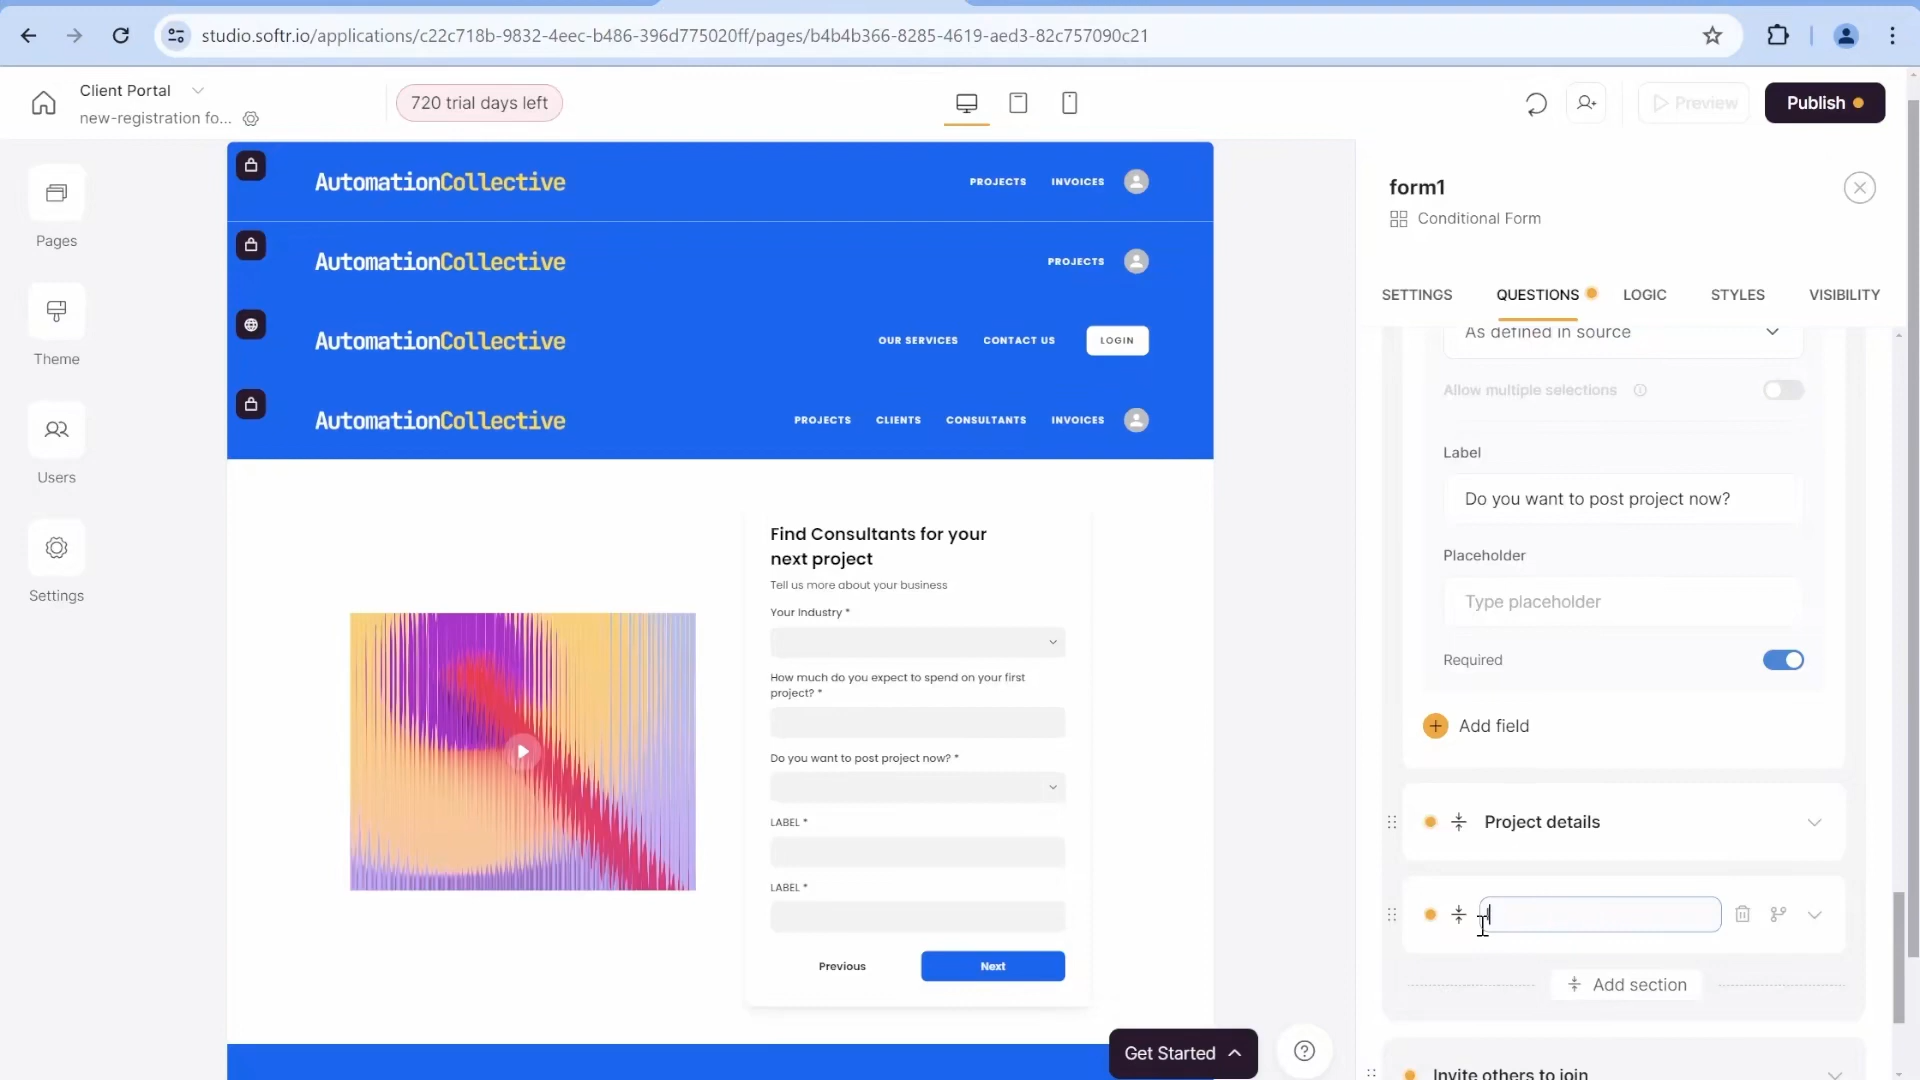 studio.softr.io/applications/c22c718b-9832-4eec-b486-396d775020ff/pages/b4b4b366-8285-4619-aed3-82c757090c21
Client Portal
new-registration fo...
720 trial days left
Preview
Publish
Pages
Theme
Users
Settings
AutomationCollective
PROJECTS
INVOICES
AutomationCollective
PROJECTS
AutomationCollective
OUR SERVICES
CONTACT US
LOGIN
AutomationCollective
PROJECTS
CLIENTS
CONSULTANTS
INVOICES
Find Consultants for your
next project
Tell us more about your business
Your Industry *
How much do you expect to spend on your first
project? *
Do you want to post project now? *
LABEL *
LABEL *
Previous
Next
Get Started
form1
Conditional Form
SETTINGS
QUESTIONS
LOGIC
STYLES
VISIBILITY
As defined in source
Allow multiple selections
Label
Do you want to post project now?
Placeholder
Type placeholder
Required
Add field
Project details
Add section
Invite others to join